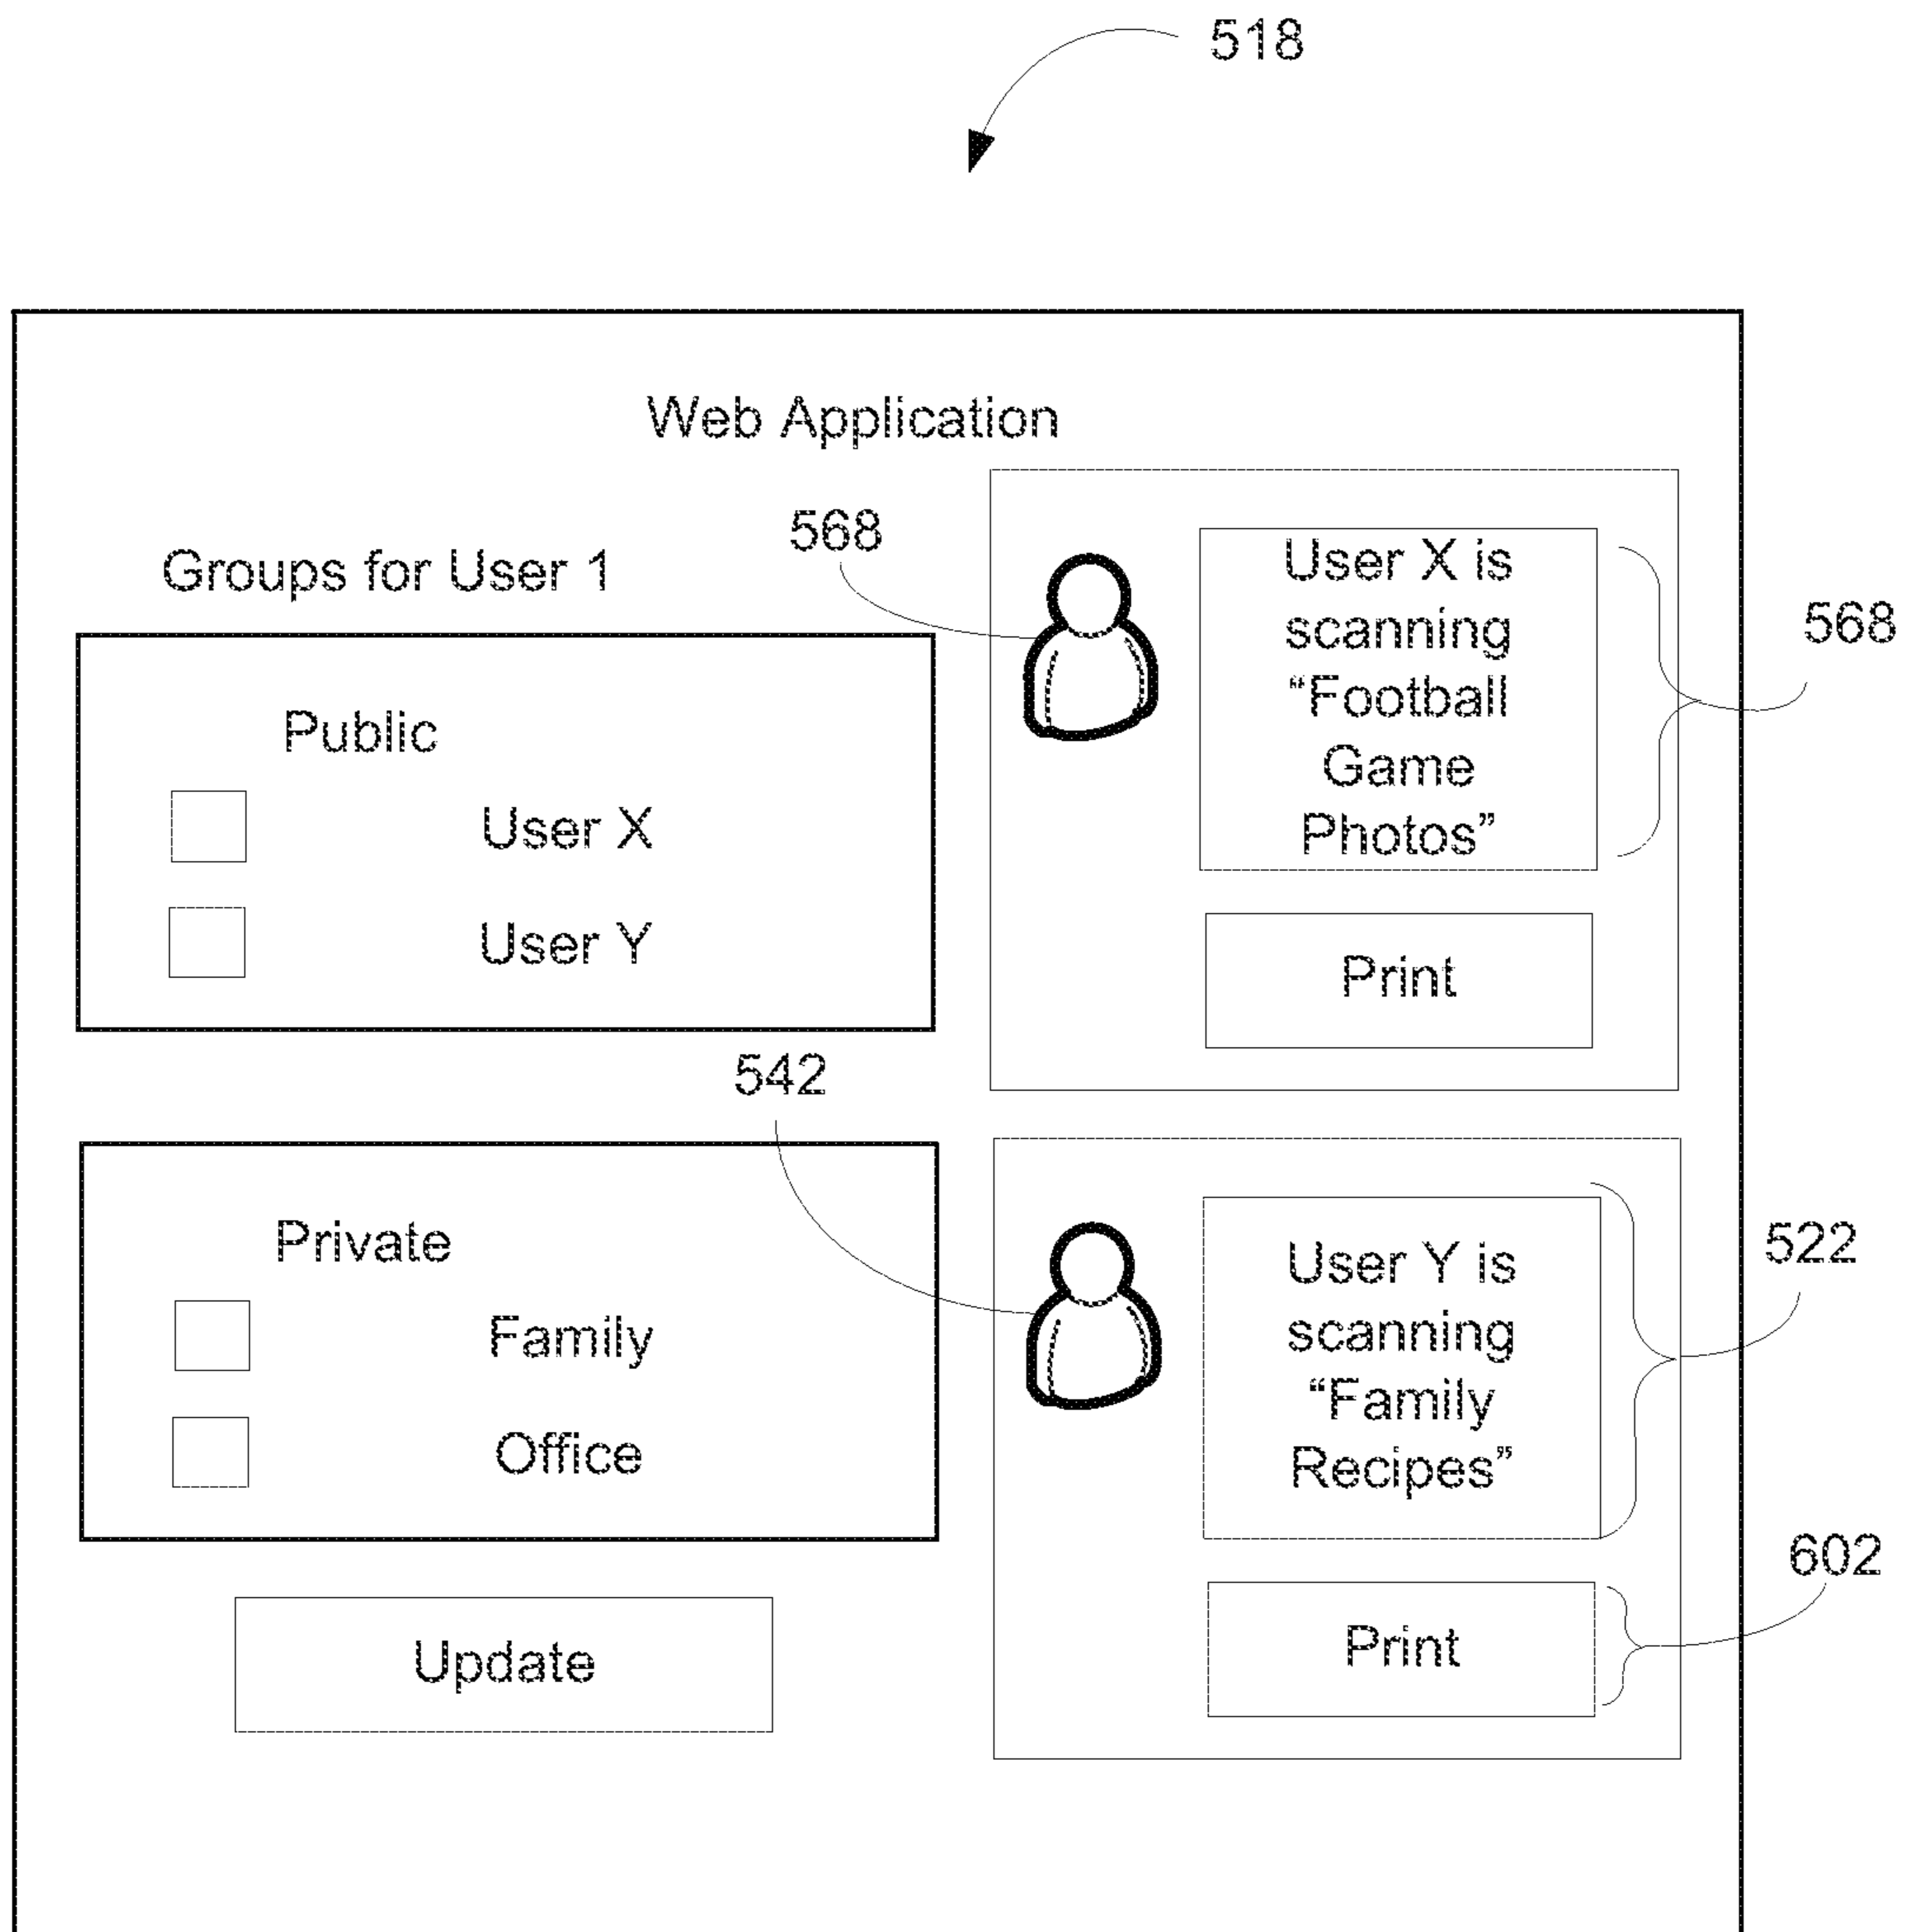 518
Web Application
Groups for User 1
Public
User X
User Y
Private
Family
Office
Update
568
User X is
scanning
“Football
Game
Photos”
568
Print
542
User Y is
scanning
“Family
Recipes”
522
Print
602